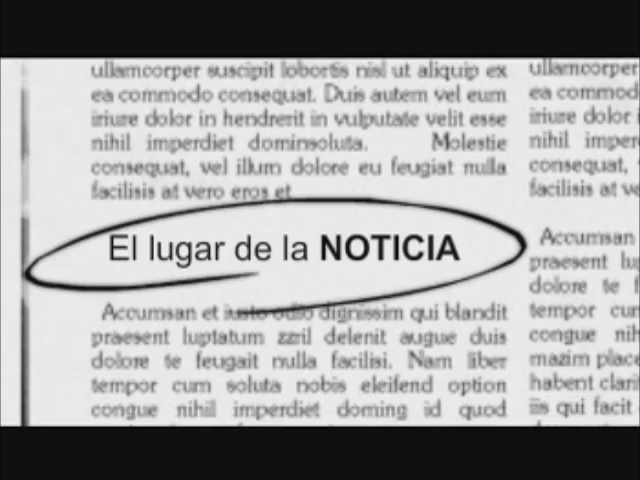 ullamcorper suscipit lobortis nisl ut aliquip ex
ea commodo consequat. Duis autem vel eum
iriure dolor in hendrerit in vulputate velit esse
nihil imperdiet dominsoluta. Molestie
consequat, vel illum dolore eu feugiat nulla
facilisis at vero eros et
El lugar de la NOTICIA
Accumsan et iusto odio dignissim qui blandit
praesent luptatum zzril delenit augue duis
dolore te feugait nulla facilisi. Nam liber
tempor cum soluta nobis eleifend option
congue nihil imperdiet doming id quod
ullamcorper
ea commod
iriure dolor i
nihil imper
consequat,
facilisis at v
Accumsan
praesent lu
dolore te f
tempor cu
congue nih
mazim place
habent clari
iis qui facit